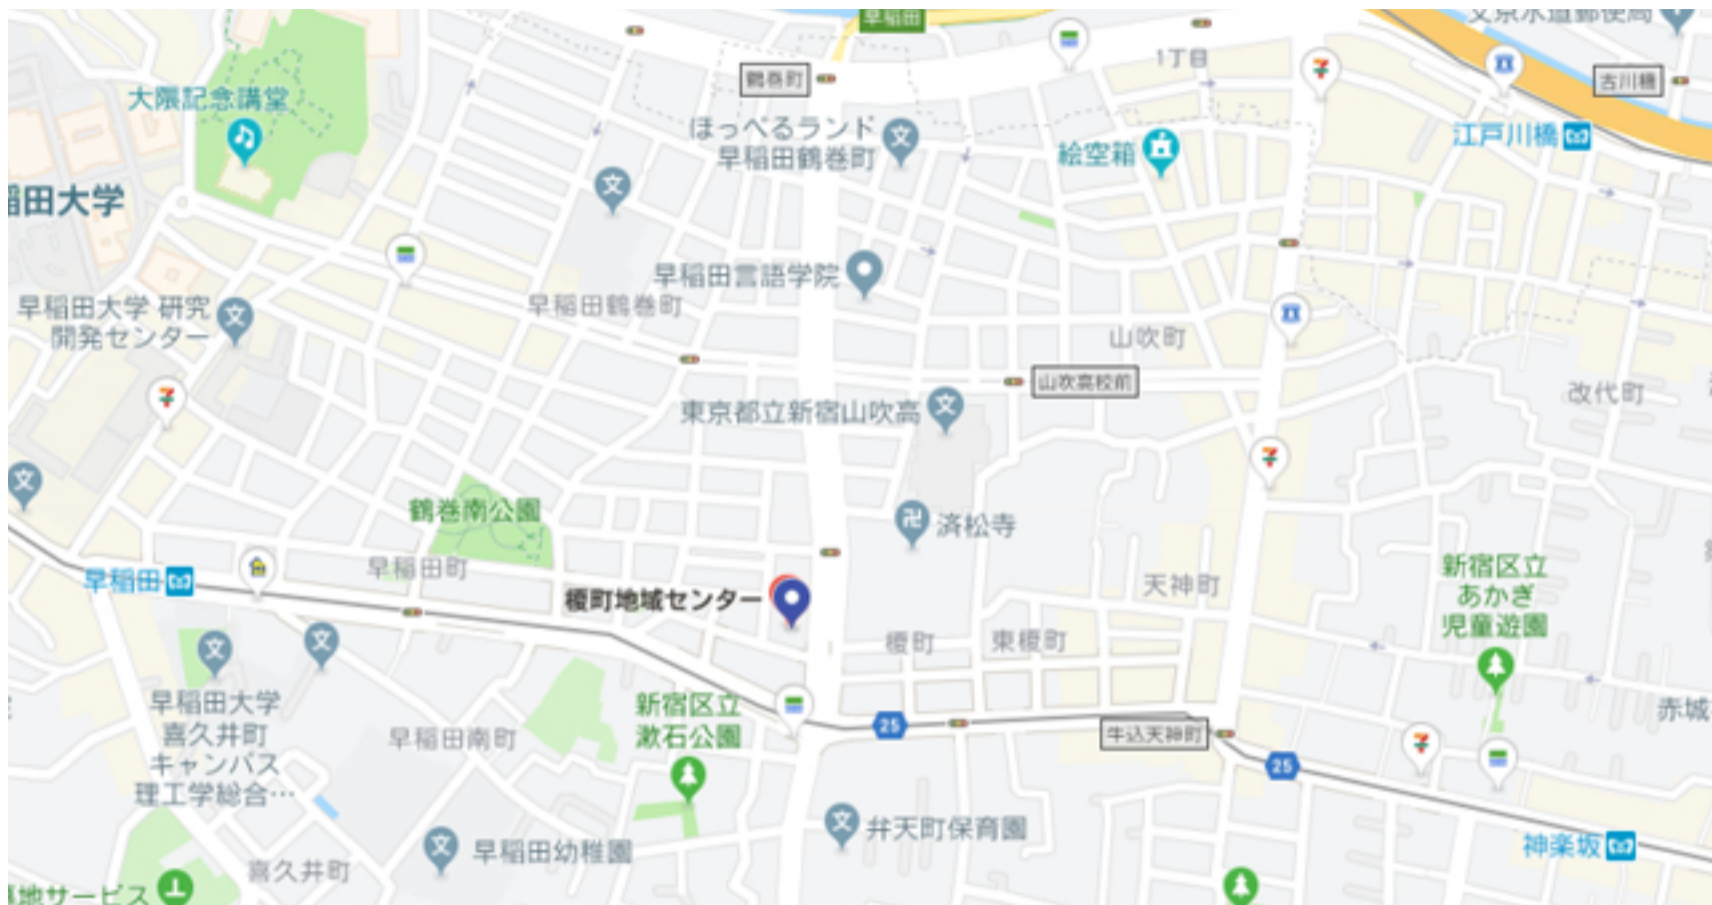 早稲田
1丁目
鶴巻町
古川橋
大隈記念講堂
ほっぺるランド
早稲田鶴巻町
絵空箱
江戸川橋
稲田大学
早稲田言語学院
早稲田鶴巻町
早稲田大学 研究
開発センター
山吹町
山吹高校前
改代町
東京都立新宿山吹高
鶴巻南公園
済松寺
早稲田
早稲田町
榎町地域センター
天神町
新宿区立
あかぎ
児童遊園
榎町
東榎町
早稲田大学
喜久井町
キャンパス
理工学総合…
早稲田南町
新宿区立
漱石公園
25
牛込天神町
25
赤城
弁天町保育園
早稲田幼稚園
神楽坂
喜久井町
墓地サービス